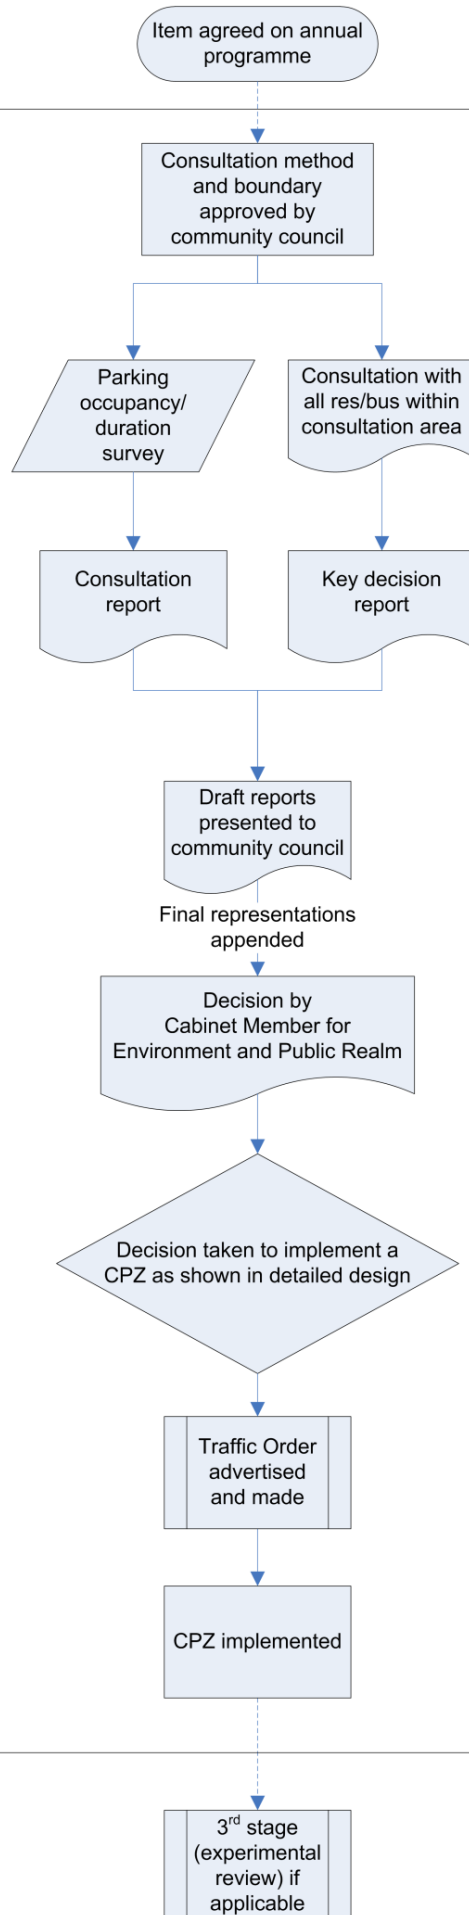 Item agreed on annual
programme
Consultation method
and boundary
approved by
community council
Parking
occupancy/
duration
survey
Consultation with
all res/bus within
consultation area
Consultation
report
Key decision
report
Draft reports
presented to
community council
Final representations
appended
Decision by
Cabinet Member for
Environment and Public Realm
Decision taken to implement a
CPZ as shown in detailed design
Traffic Order
advertised
and made
CPZ implemented
3rd stage
(experimental
review) if
applicable